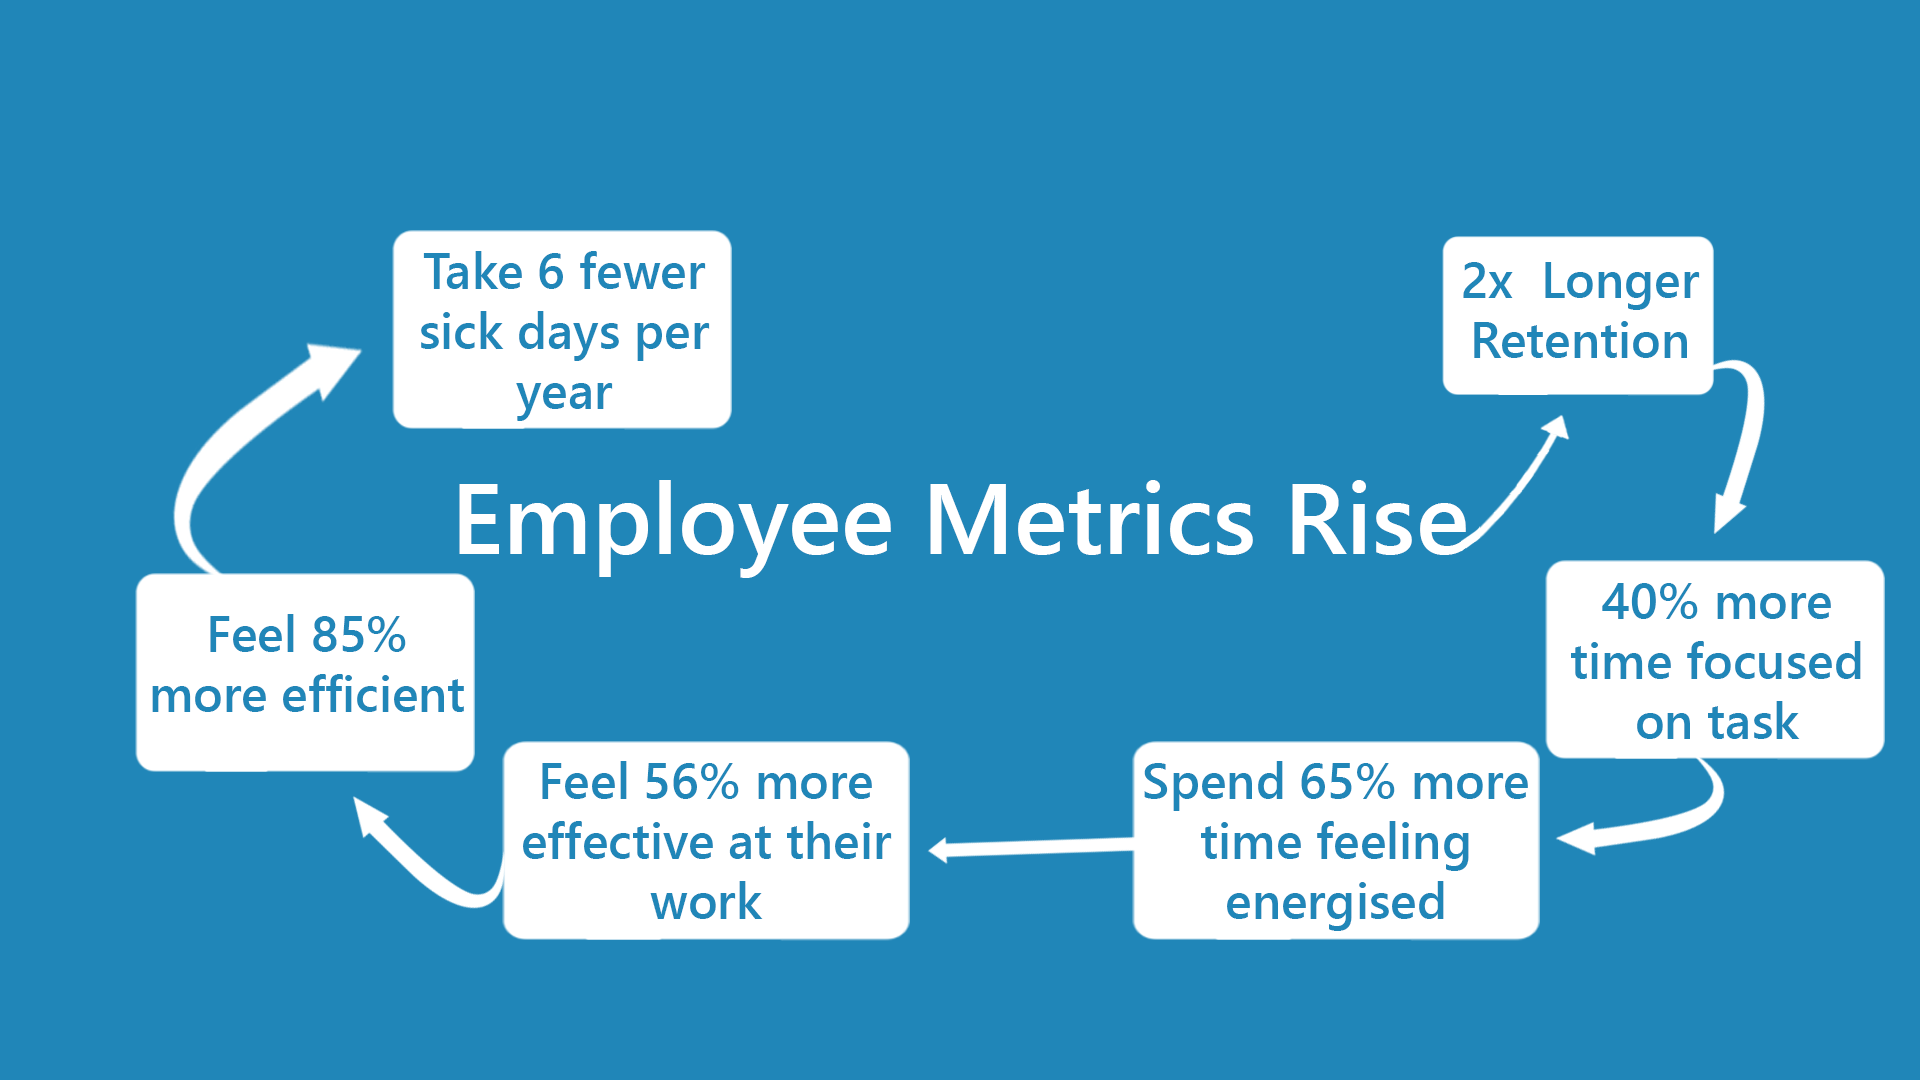 Employee Metrics Rise
2x Longer
Retention
40% more
time focused
on task
Spend 65% more
time feeling
energised
Feel 56% more
effective at their
work
Feel 85%
more efficient
Take 6 fewer
sick days per
year